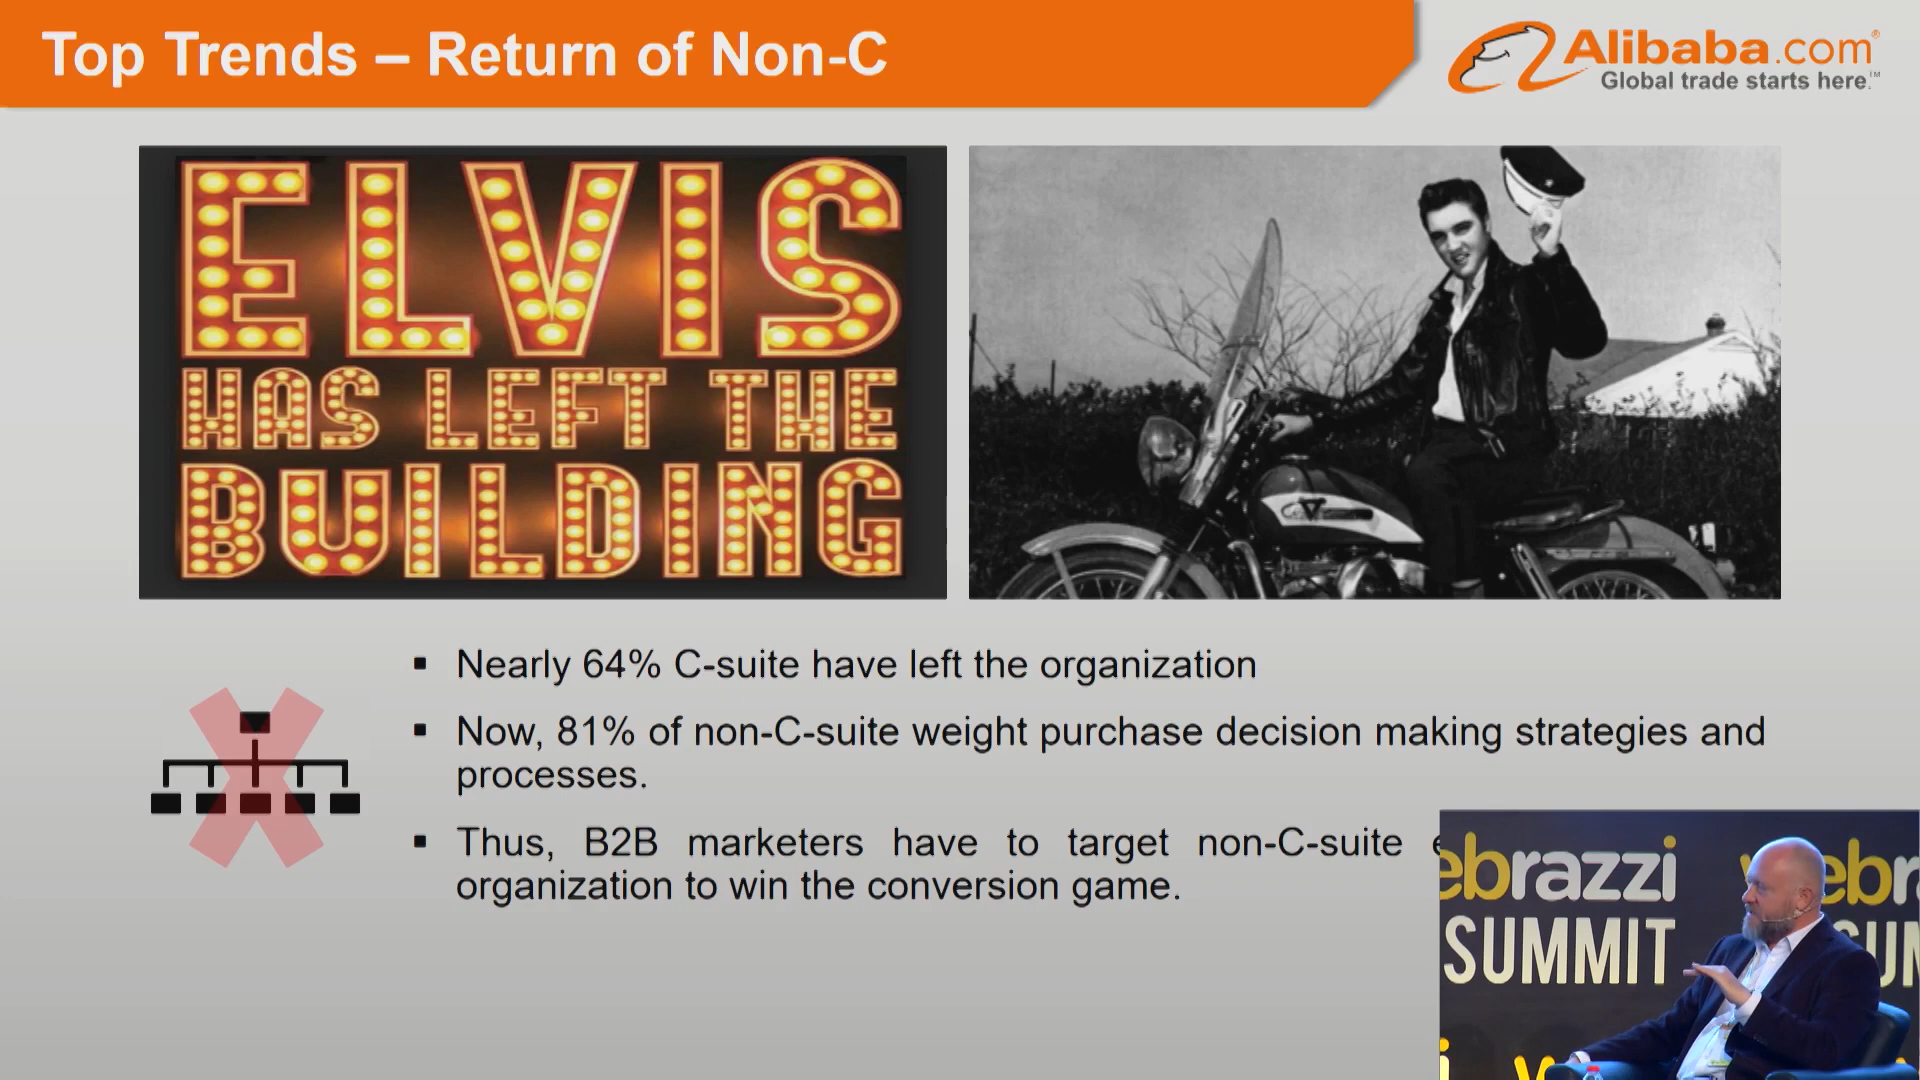 Top Trends – Return of Non-C
Alibaba.com®
Global trade starts here.™
ELVIS
HAS LEFT THE
BUILDING
▪ Nearly 64% C-suite have left the organization
▪ Now, 81% of non-C-suite weight purchase decision making strategies and
processes.
▪ Thus, B2B marketers have to target non-C-suite
organization to win the conversion game.
ebrazzi
SUMMIT